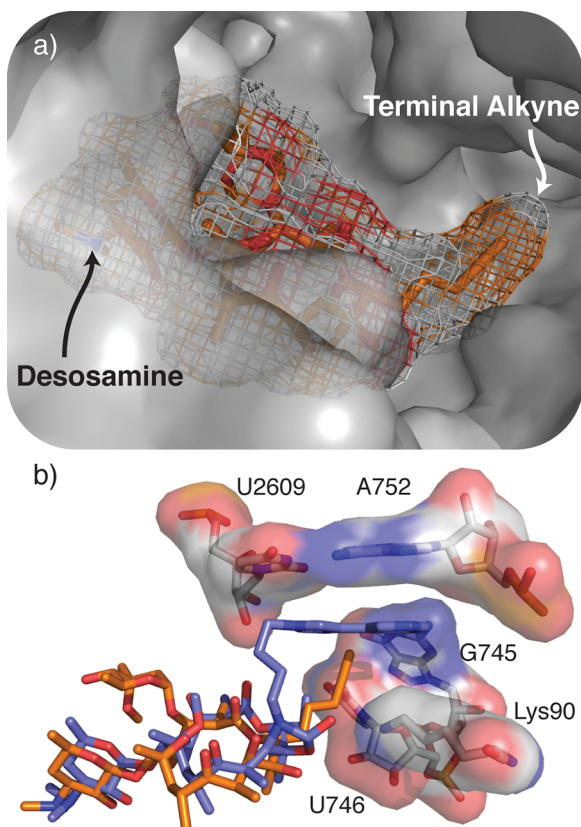 a)
Terminal Alkyne
Desosamine
b)
U2609
A752
G745
Lys90
U746